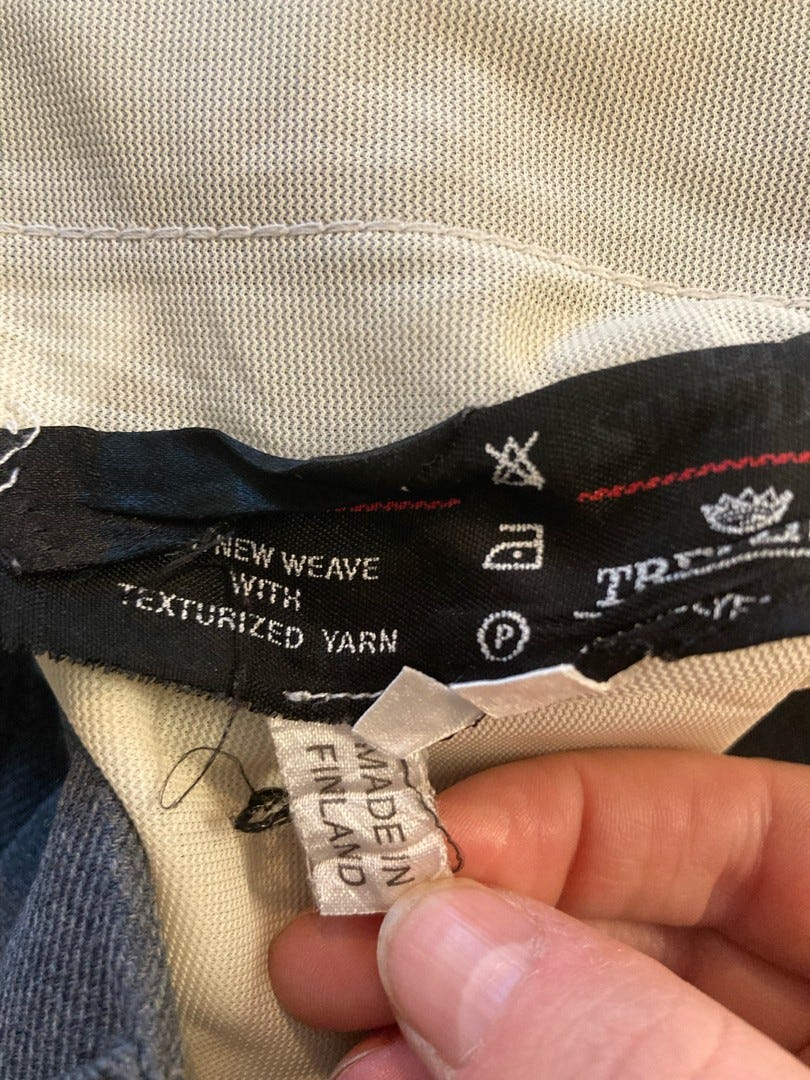 NEW WEAVE
WITH
TEXTURIZED YARN
P
MADE IN
FINLAND